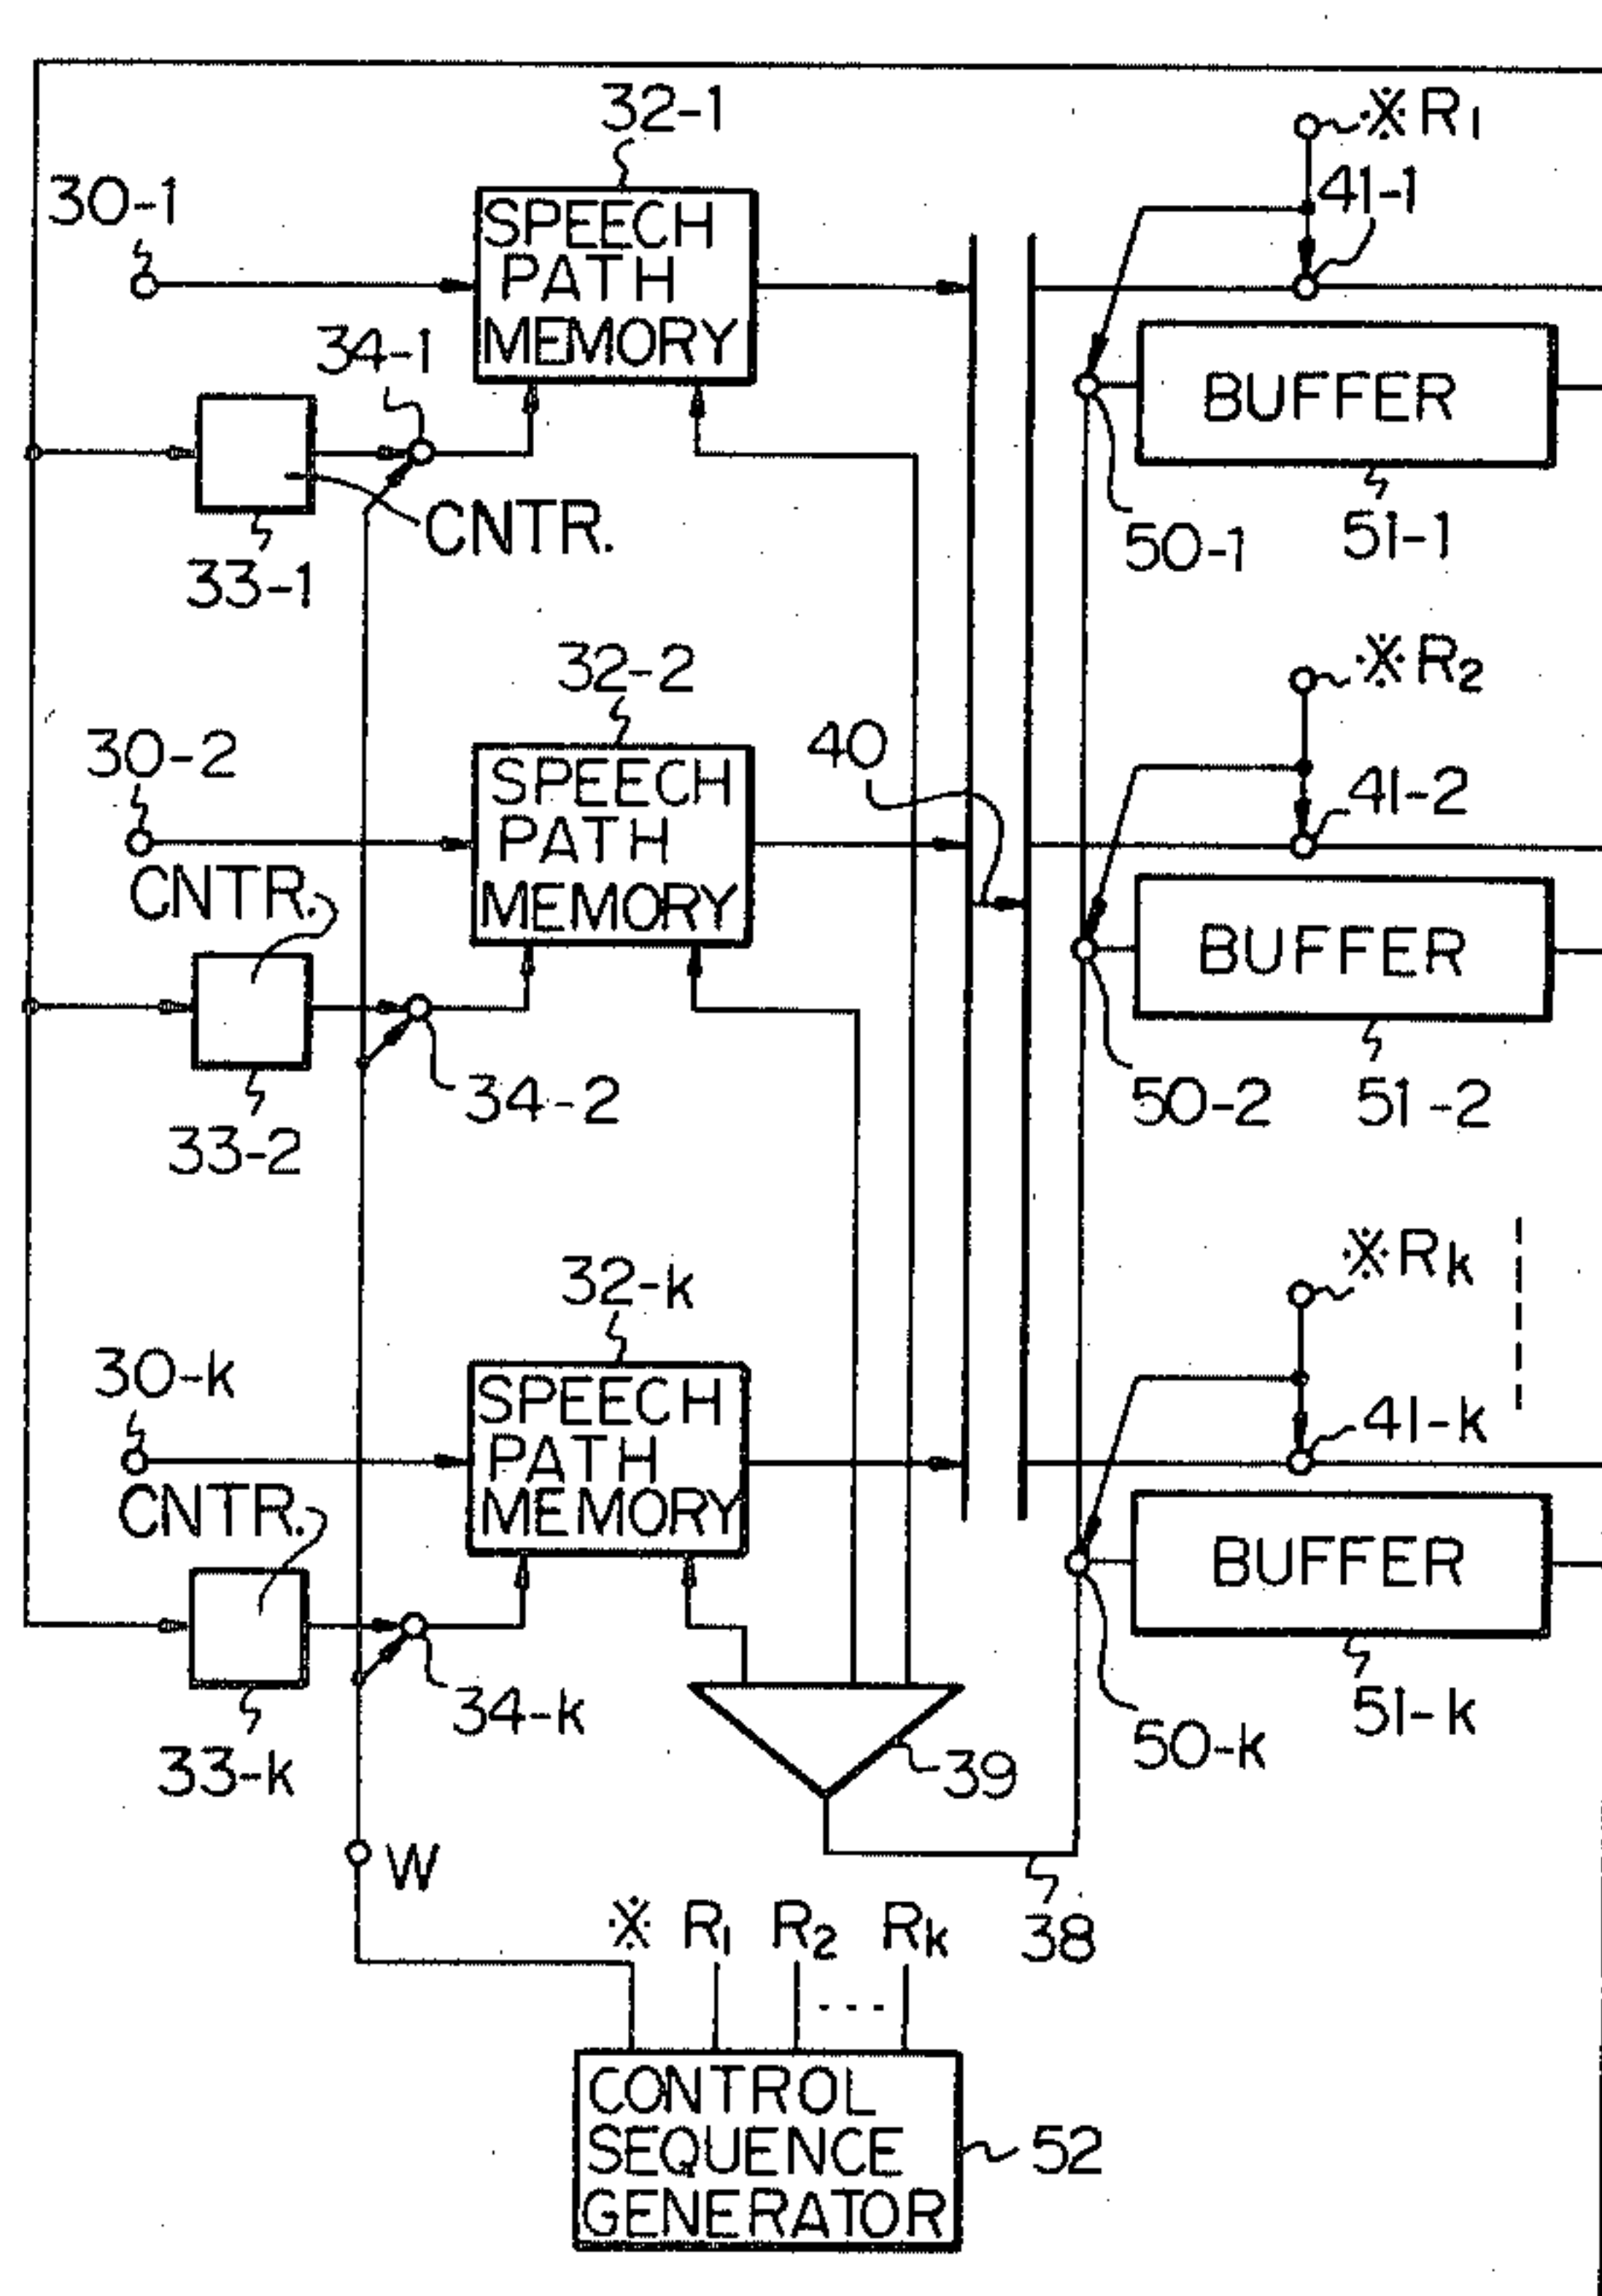 32-1
※R1
30-1
41-1
SPEECH
PATH
MEMORY
34-1
BUFFER
CNTR.
50-1
51-1
33-1
32-2
※R2
30-2
40
41-2
SPEECH
PATH
MEMORY
CNTR.
BUFFER
34-2
50-2
51-2
33-2
32-k
※Rk
30-k
41-k
SPEECH
PATH
MEMORY
CNTR.
BUFFER
34-k
50-k
51-k
33-k
39
W
38
※ R1 R2 Rk
CONTROL
SEQUENCE
GENERATOR
52